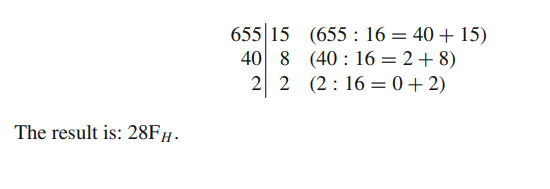 655 15 (655 : 16 = 40 + 15)
40 8 (40 : 16 = 2 + 8)
2 2 (2 : 16 = 0 + 2)
The result is: 28F_H.